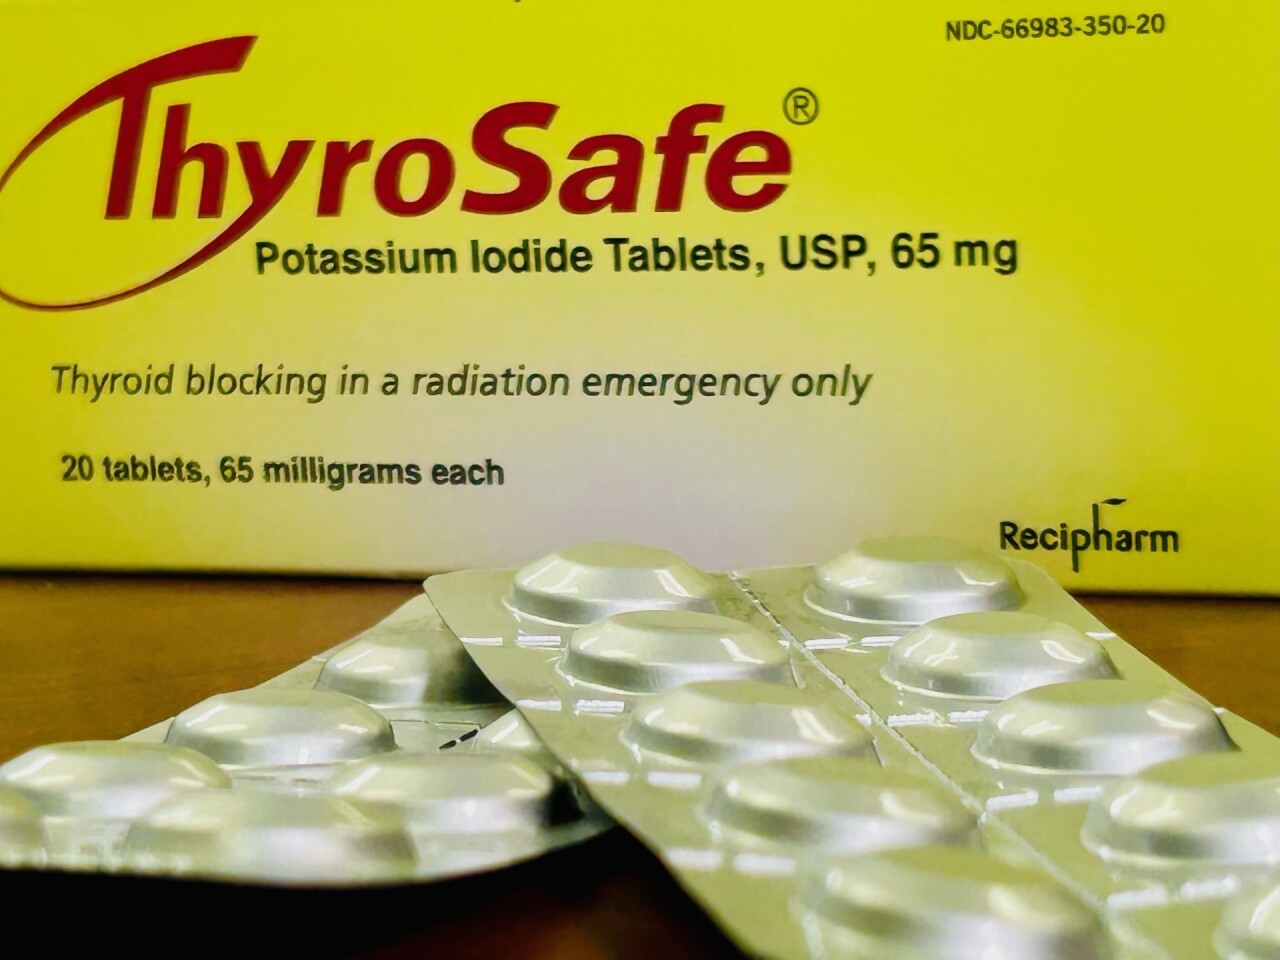 NDC-66983-350-20
ThyroSafe®
Potassium Iodide Tablets, USP, 65 mg
Thyroid blocking in a radiation emergency only
20 tablets, 65 milligrams each
Recipharm